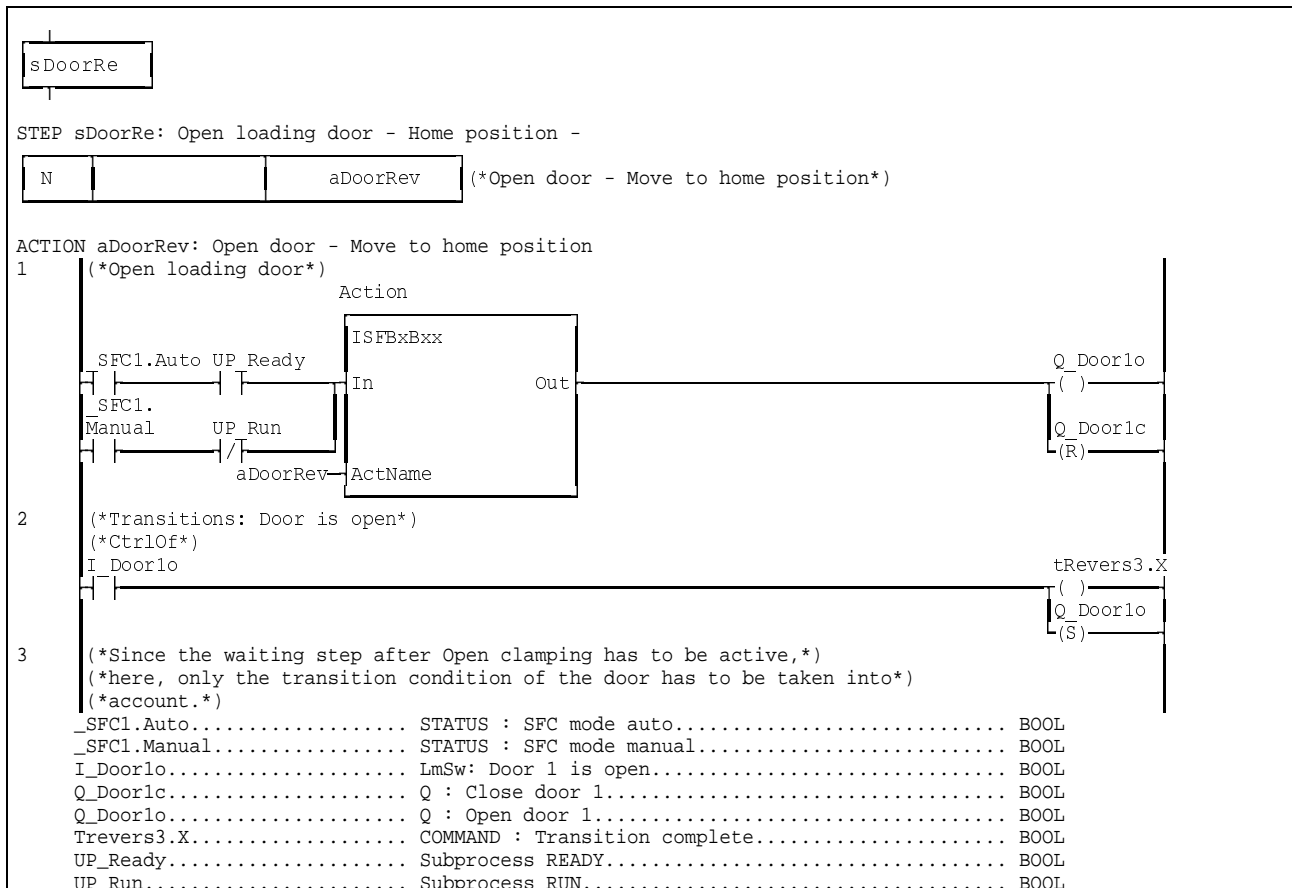 sDoorRe
STEP sDoorRe: Open loading door - Home position -
N aDoorRev (*Open door - Move to home position*)
ACTION aDoorRev: Open door - Move to home position
1 (*Open loading door*)
Action
ISFBxBxx
_SFC1.Auto UP_Ready Q_Door1o
In Out ( )
_SFC1.
Manual UP_Run Q_Door1c
/ (R)
aDoorRev ActName
2 (*Transitions: Door is open*)
(*CtrlOf*)
I_Door1o tRevers3.X
( )
Q_Door1o
(S)
3 (*Since the waiting step after Open clamping has to be active,*)
(*here, only the transition condition of the door has to be taken into*)
(*account.*)
_SFC1.Auto................... STATUS : SFC mode auto............................. BOOL
_SFC1.Manual................. STATUS : SFC mode manual........................... BOOL
I_Door1o..................... LmSw: Door 1 is open............................... BOOL
Q_Door1c..................... Q : Close door 1................................... BOOL
Q_Door1o..................... Q : Open door 1.................................... BOOL
Trevers3.X................... COMMAND : Transition complete...................... BOOL
UP_Ready..................... Subprocess READY................................... BOOL
UP_Run....................... Subprocess RUN..................................... BOOL